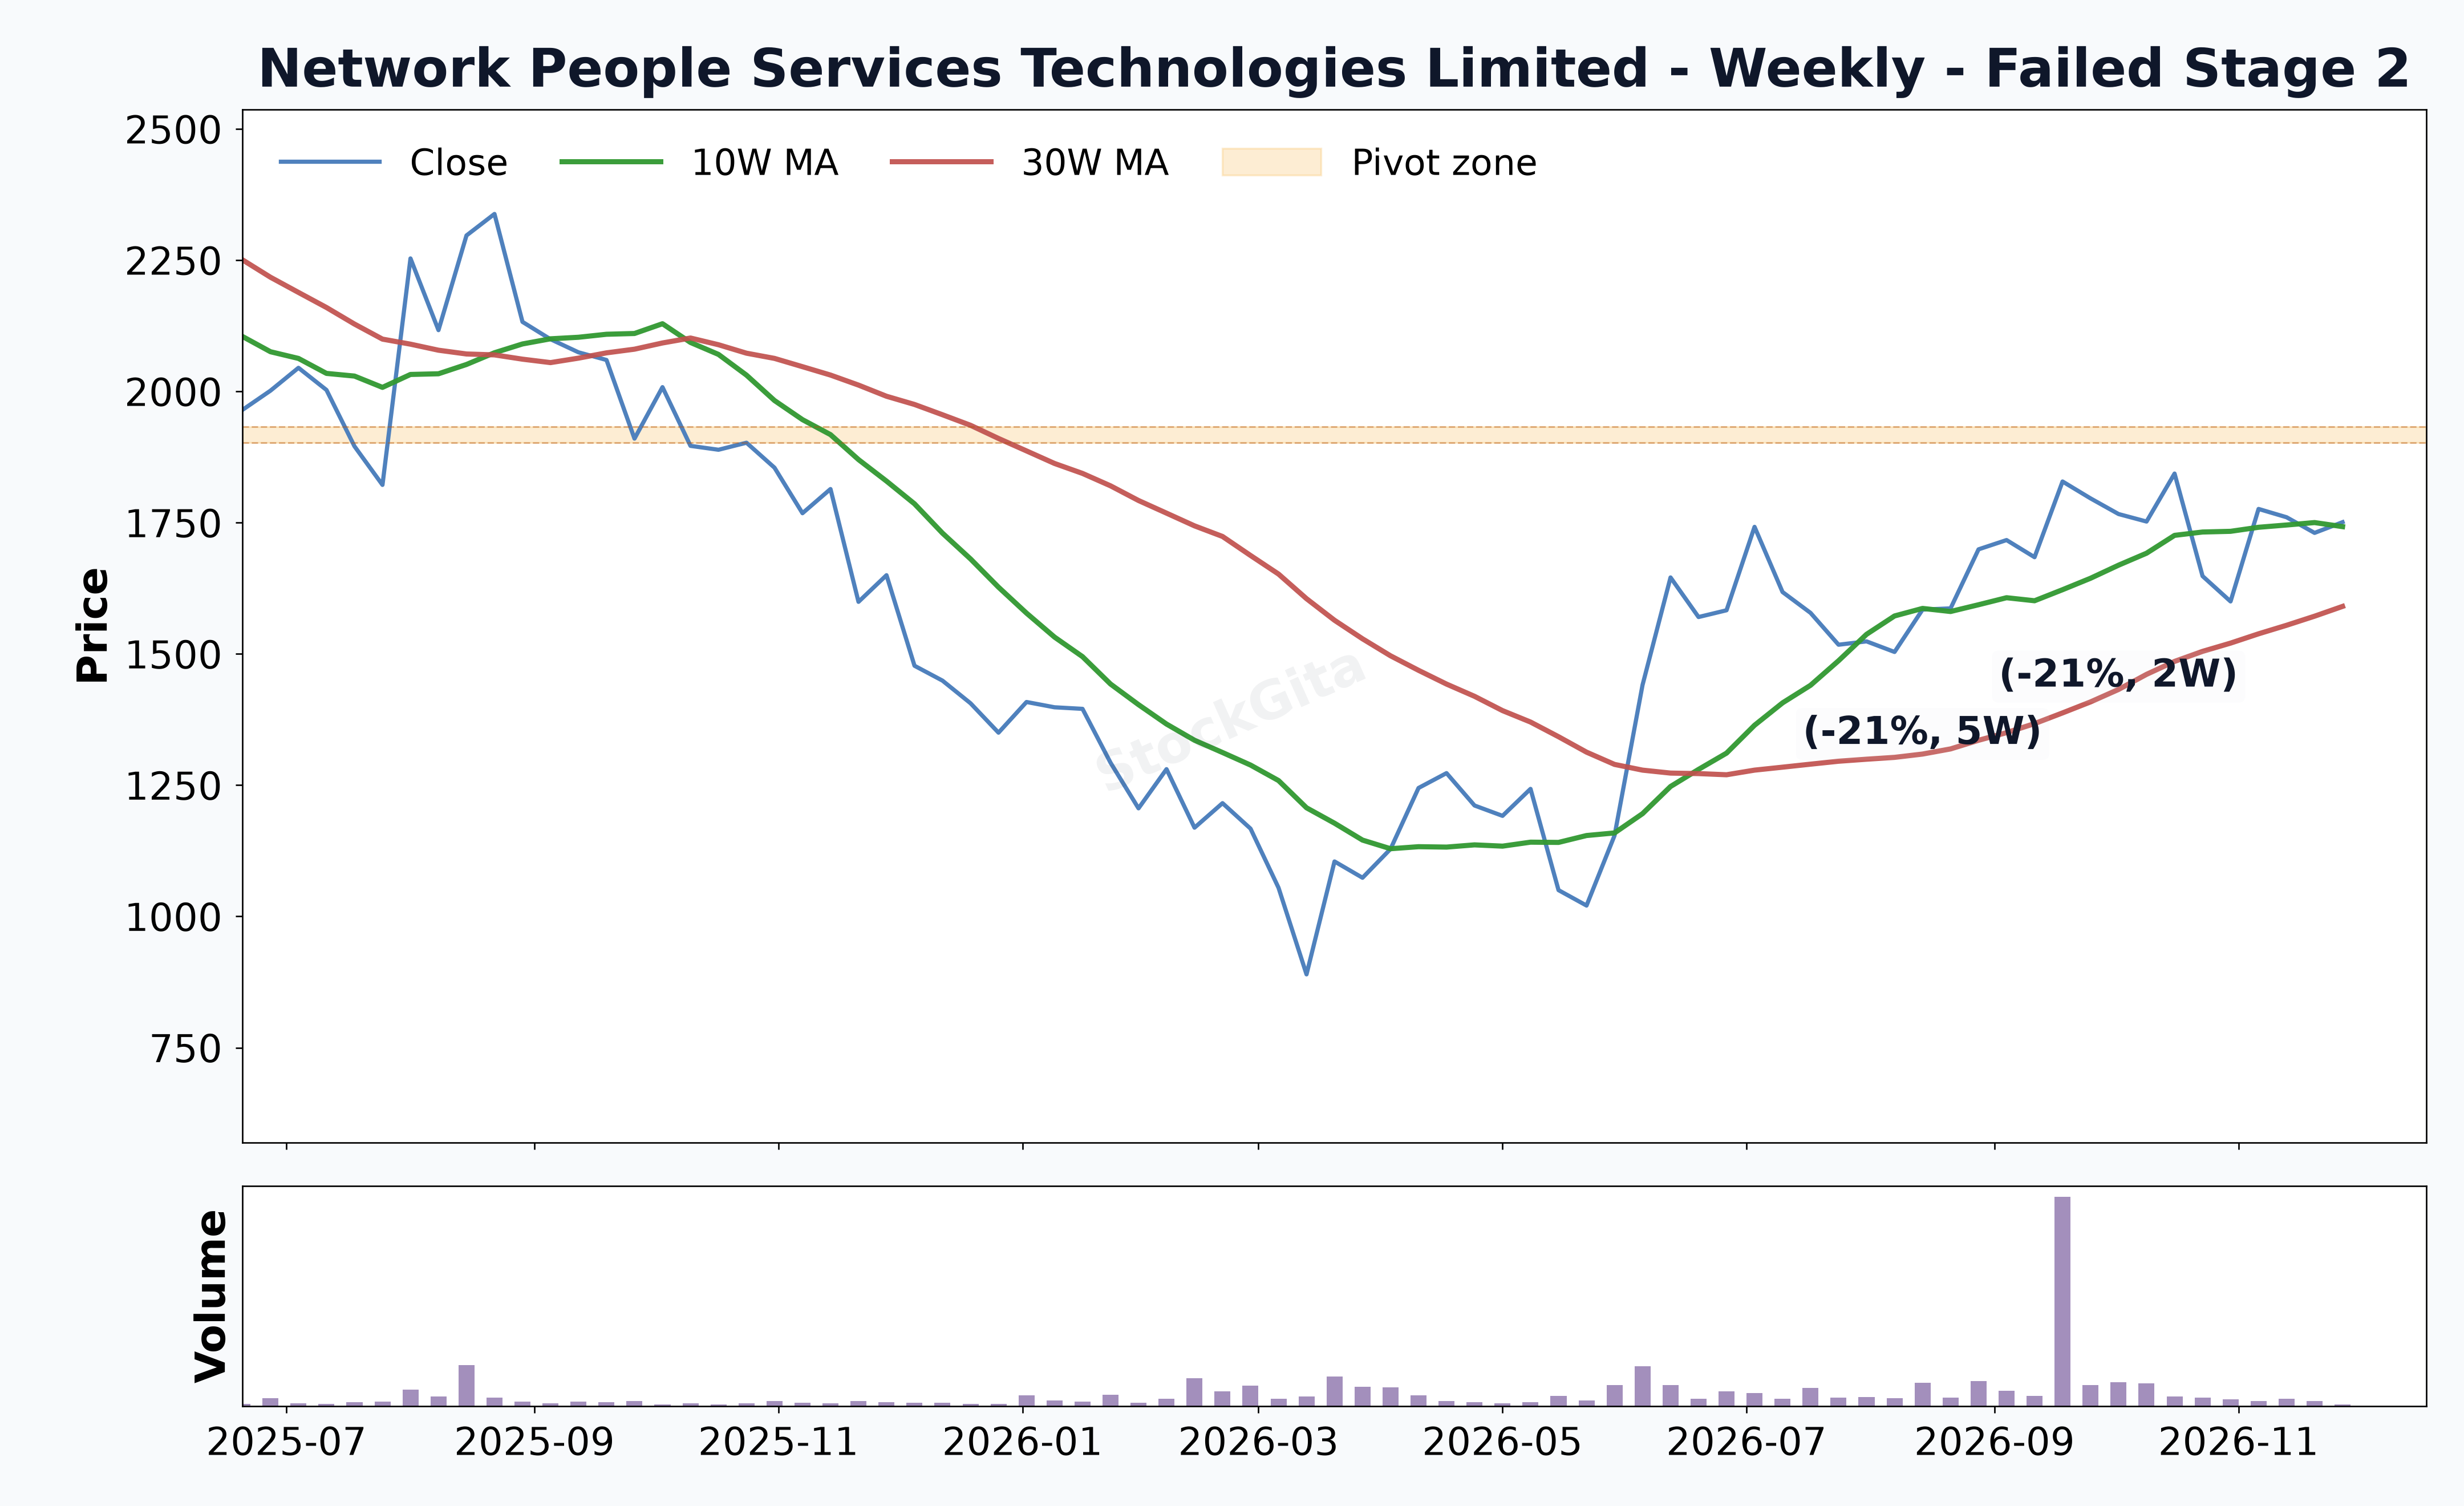 Network People Services Technologies Limited - Weekly - Failed Stage 2
Close 10W MA 30W MA Pivot zone
Price
2500
2250
2000
1750
1500
1250
1000
750
(-21%, 2W)
(-21%, 5W)
StockGita
Volume
2025-07 2025-09 2025-11 2026-01 2026-03 2026-05 2026-07 2026-09 2026-11